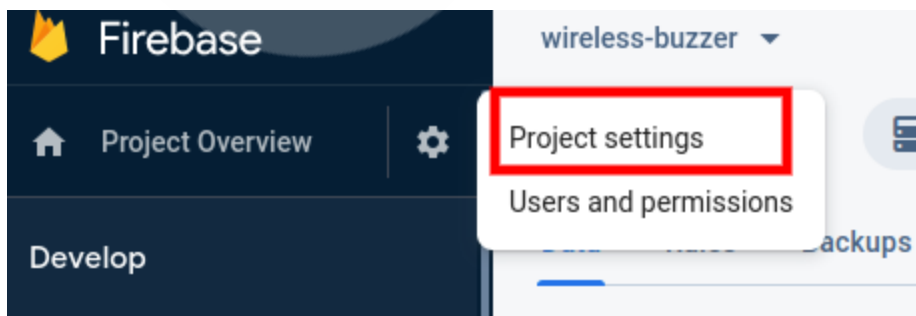 Firebase
wireless-buzzer
Project Overview
Project settings
Users and permissions
Develop
Backups